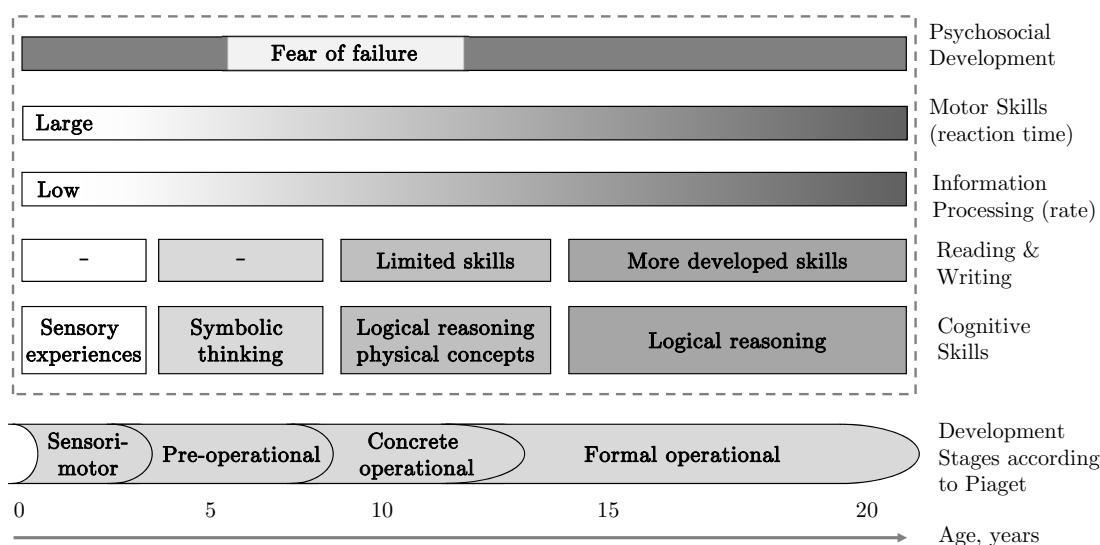 Fear of failure
Psychosocial
Development
Large
Motor Skills
(reaction time)
Low
Information
Processing (rate)
-
-
Limited skills
More developed skills
Reading &
Writing
Sensory
experiences
Symbolic
thinking
Logical reasoning
physical concepts
Logical reasoning
Cognitive
Skills
Sensori-
motor
Pre-operational
Concrete
operational
Formal operational
Development
Stages according
to Piaget
0 5 10 15 20
Age, years